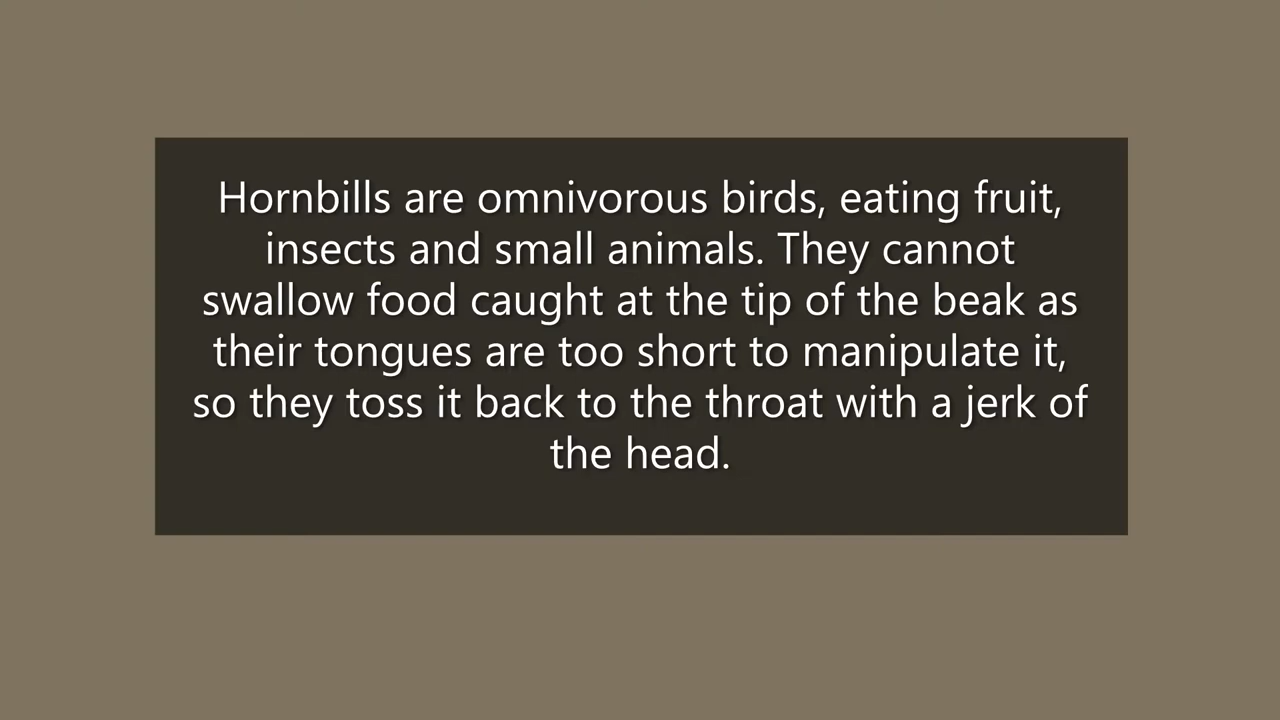 Hornbills are omnivorous birds, eating fruit,
insects and small animals. They cannot
swallow food caught at the tip of the beak as
their tongues are too short to manipulate it,
so they toss it back to the throat with a jerk of
the head.